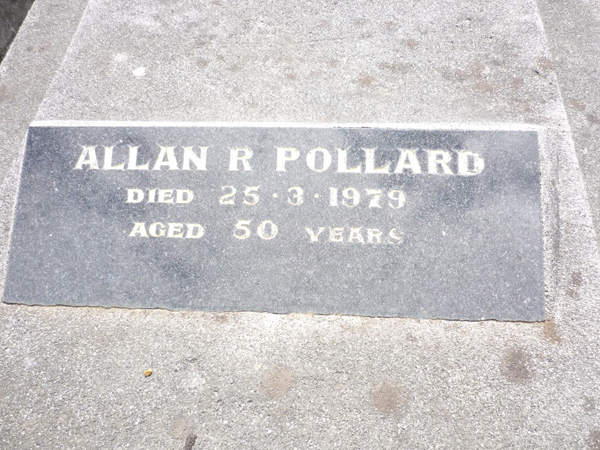 ALLAN R POLLARD
DIED 25·3·1979
AGED 50 YEARS